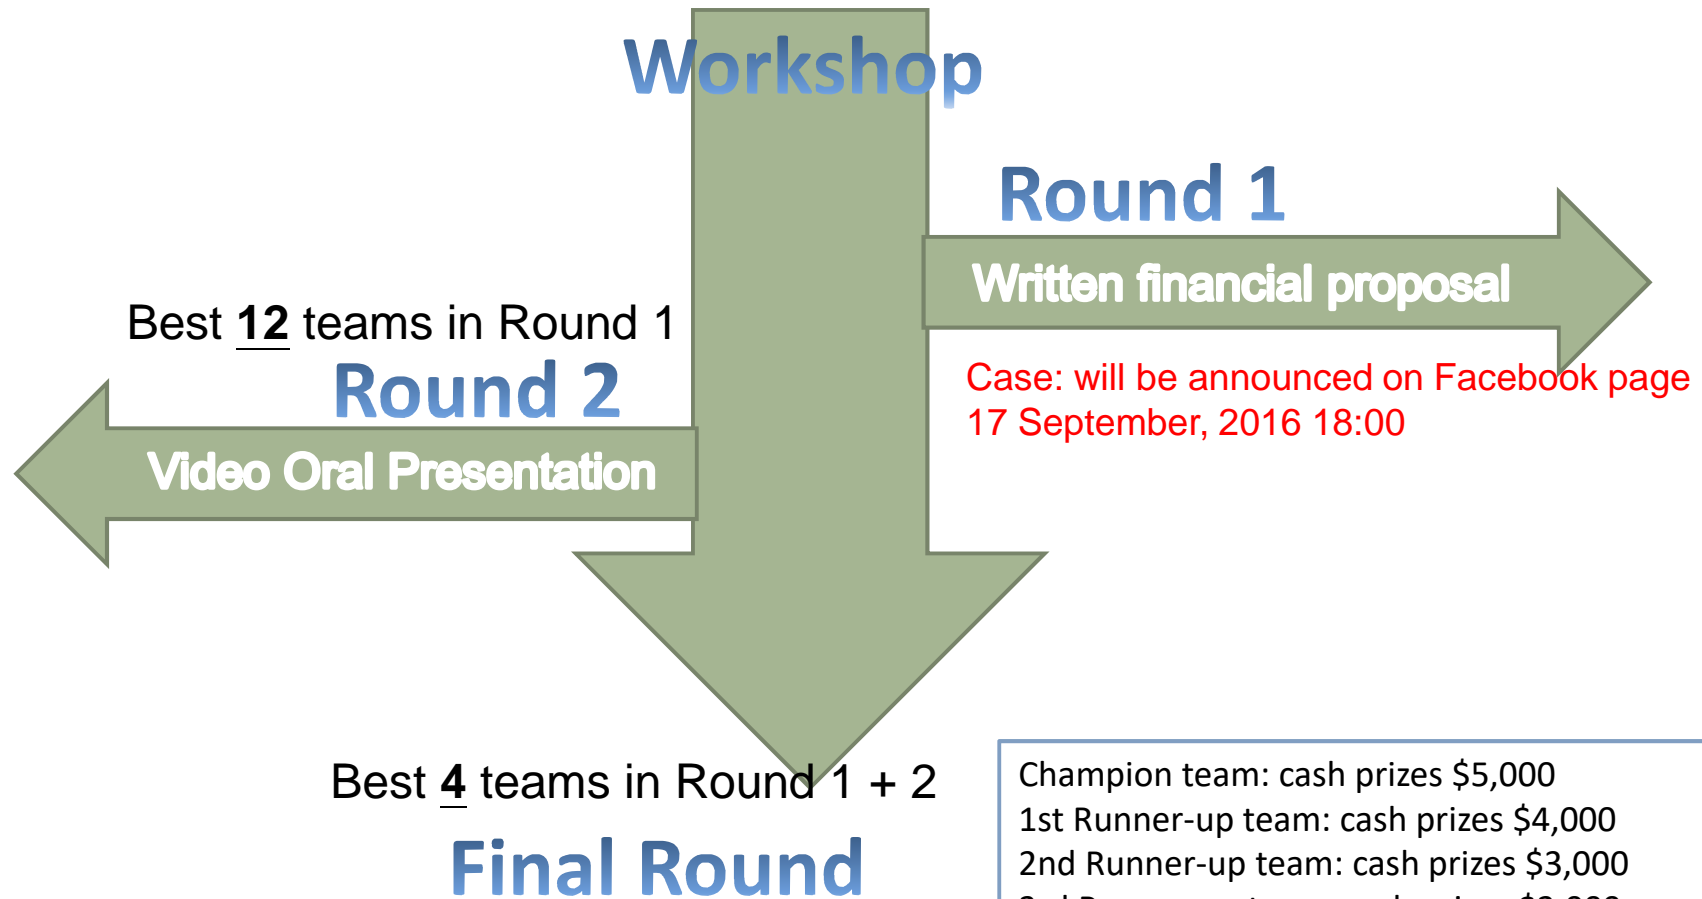 Workshop
Round 1
Written financial proposal
Case: will be announced on Facebook page
17 September, 2016 18:00
Best 12 teams in Round 1
Round 2
Video Oral Presentation
Best 4 teams in Round 1 + 2
Final Round
Champion team: cash prizes $5,000
1st Runner-up team: cash prizes $4,000
2nd Runner-up team: cash prizes $3,000